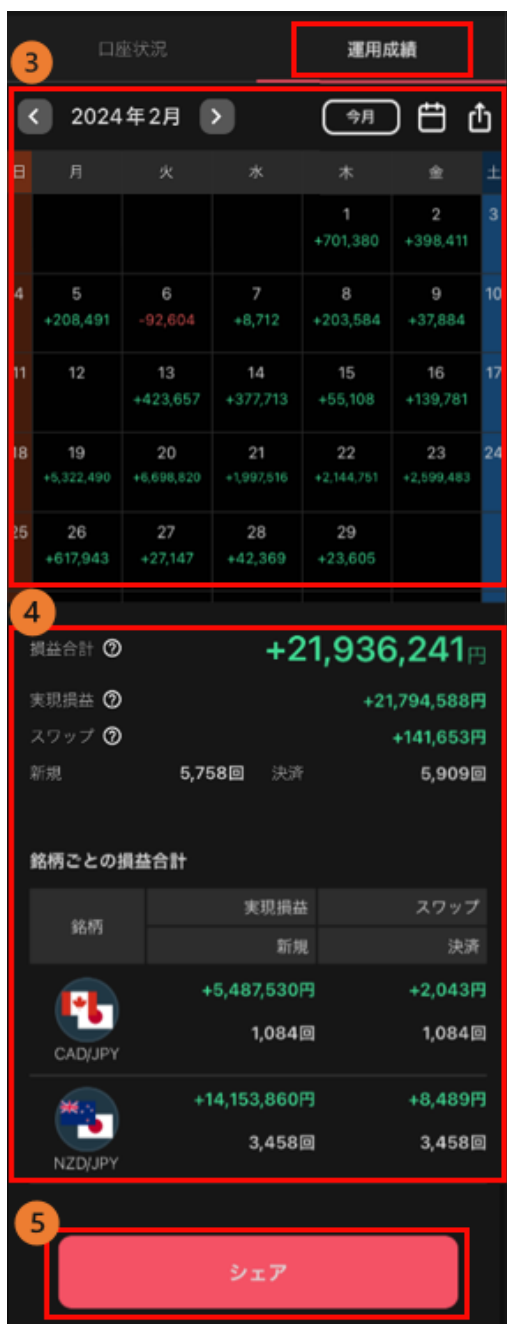 口座状況 運用成績
3
2024年2月 今月
日 月 火 水 木 金 土
1 2 3
+701,380 +398,411
4 5 6 7 8 9 10
+208,491 -92,604 +8,712 +203,584 +37,884
11 12 13 14 15 16 17
+423,657 +377,713 +55,108 +139,781
18 19 20 21 22 23 24
+5,322,490 +6,698,820 +1,997,516 +2,144,751 +2,599,483
25 26 27 28 29
+617,943 +27,147 +42,369 +23,605
4
損益合計 ? +21,936,241円
実現損益 ? +21,794,588円
スワップ ? +141,653円
新規 5,758回 決済 5,909回
銘柄ごとの損益合計
銘柄 実現損益 スワップ
新規 決済
+5,487,530円 +2,043円
1,084回 1,084回
CAD/JPY
+14,153,860円 +8,489円
3,458回 3,458回
NZD/JPY
5
シェア